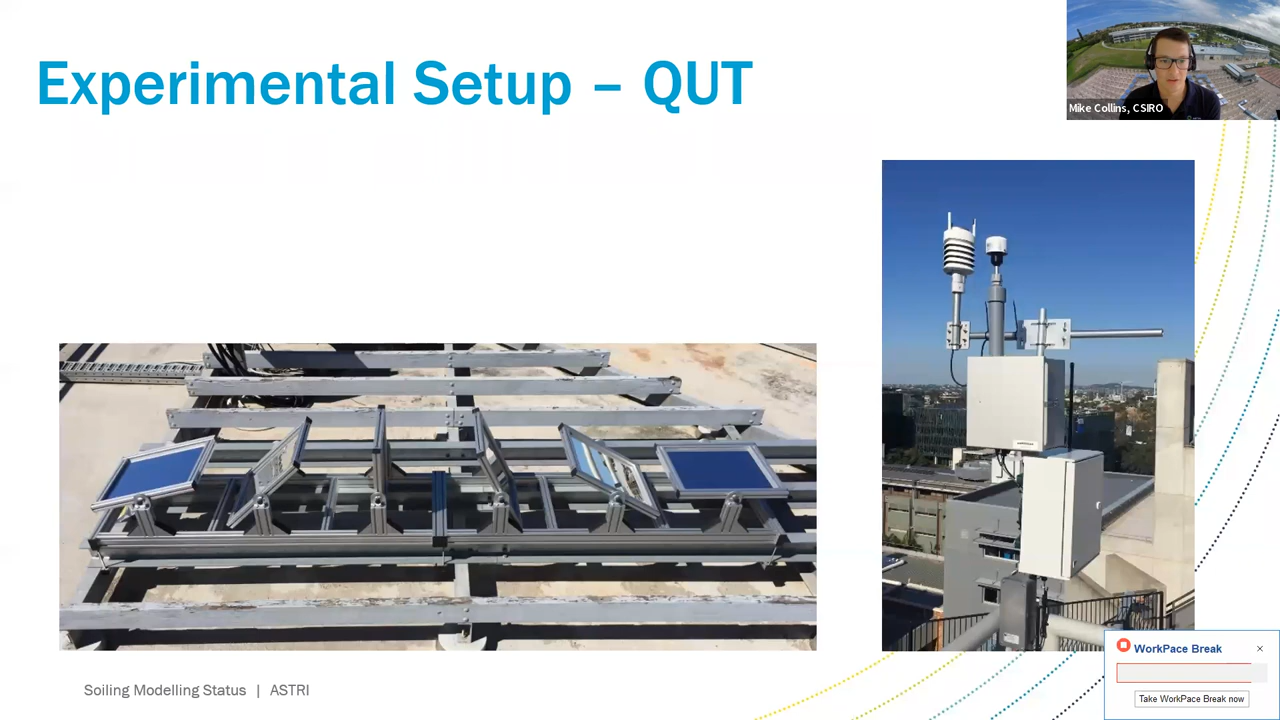 Experimental Setup – QUT
Mike Collins, CSIRO
WorkPace Break
Take WorkPace Break now
Soiling Modelling Status | ASTRI